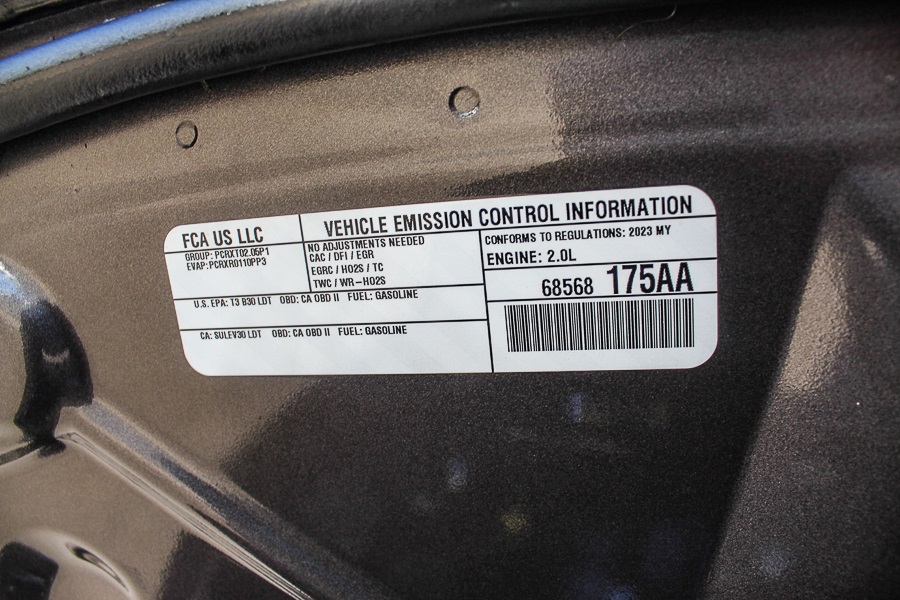 FCA US LLC
GROUP: PCRXT02.05P1
EVAP: PCRXR0110PP3
VEHICLE EMISSION CONTROL INFORMATION
NO ADJUSTMENTS NEEDED
CAC / DFI / EGR
EGRC / HO2S / TC
TWC / WR-HO2S
CONFORMS TO REGULATIONS: 2023 MY
ENGINE: 2.0L
68568 175AA
U.S. EPA: T3 B30 LDT OBD: CA OBD II FUEL: GASOLINE
CA: SULEV30 LDT OBD: CA OBD II FUEL: GASOLINE